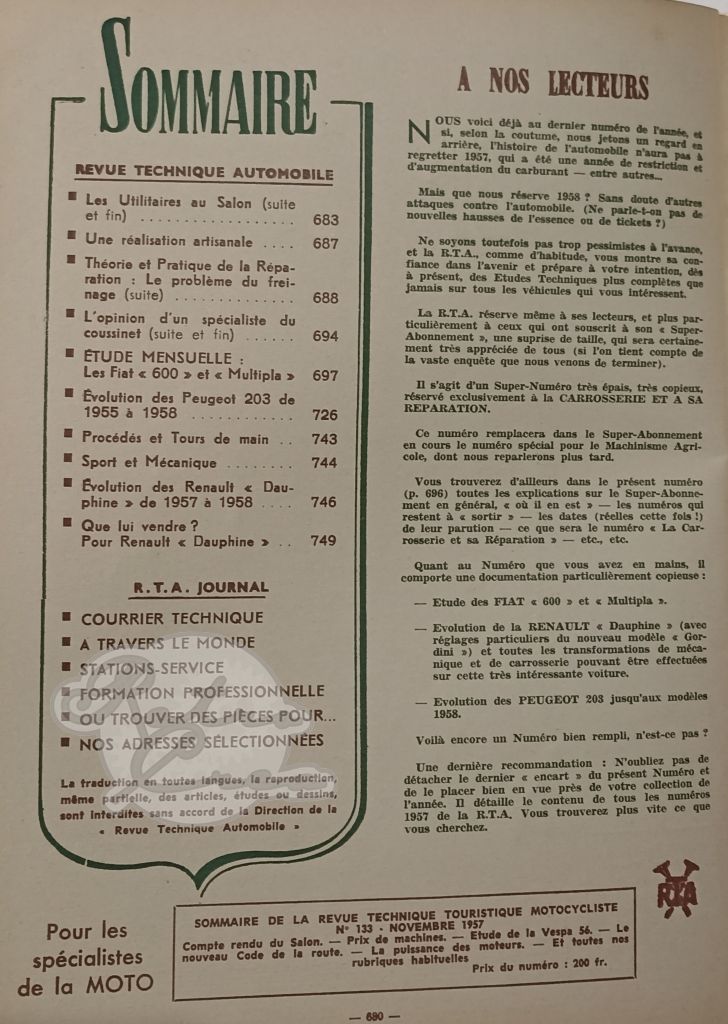 SOMMAIRE
REVUE TECHNIQUE AUTOMOBILE
■ Les Utilitaires au Salon (suite
et fin) .................. 683
■ Une réalisation artisanale .... 687
■ Théorie et Pratique de la Répa-
ration : Le problème du frei-
nage (suite) .............. 688
■ L'opinion d'un spécialiste du
coussinet (suite et fin) .... 694
■ ÉTUDE MENSUELLE :
Les Fiat « 600 » et « Multipla » 697
■ Évolution des Peugeot 203 de
1955 à 1958 ............ 726
■ Procédés et Tours de main .. 743
■ Sport et Mécanique ........ 744
■ Évolution des Renault « Dau-
phine » de 1957 à 1958 .... 746
■ Que lui vendre ?
Pour Renault « Dauphine » .. 749
R.T.A. JOURNAL
■ COURRIER TECHNIQUE
■ A TRAVERS LE MONDE
■ STATIONS-SERVICE
■ FORMATION PROFESSIONNELLE
■ OU TROUVER DES PIÈCES POUR...
■ NOS ADRESSES SÉLECTIONNÉES
La traduction en toutes langues, la reproduction,
même partielle, des articles, études ou dessins,
sont interdites sans accord de la Direction de la
« Revue Technique Automobile »
A NOS LECTEURS
NOUS voici déjà au dernier numéro de l'année, et
si, selon la coutume, nous jetons un regard en
arrière, l'histoire de l'automobile n'aura pas à
regretter 1957, qui a été une année de restriction et
d'augmentation du carburant — entre autres...
Mais que nous réserve 1958 ? Sans doute d'autres
attaques contre l'automobile. (Ne parle-t-on pas de
nouvelles hausses de l'essence ou de tickets ?)
Ne soyons toutefois pas trop pessimistes à l'avance,
et la R.T.A., comme d'habitude, vous montre sa con-
fiance dans l'avenir et prépare à votre intention, dès
à présent, des Etudes Techniques plus complètes que
jamais sur tous les véhicules qui vous intéressent.
La R.T.A. réserve même à ses lecteurs, et plus par-
ticulièrement à ceux qui ont souscrit à son « Super-
Abonnement », une suprise de taille, qui sera certaine-
ment très appréciée de tous (si l'on tient compte de
la vaste enquête que nous venons de terminer).
Il s'agit d'un Super-Numéro très épais, très copieux,
réservé exclusivement à la CARROSSERIE ET A SA
REPARATION.
Ce numéro remplacera dans le Super-Abonnement
en cours le numéro spécial pour le Machinisme Agri-
cole, dont nous reparlerons plus tard.
Vous trouverez d'ailleurs dans le présent numéro
(p. 696) toutes les explications sur le Super-Abonne-
ment en général, « où il en est » — les numéros qui
restent à « sortir » — les dates (réelles cette fois !)
de leur parution — ce que sera le numéro « La Car-
rosserie et sa Réparation » — etc., etc.
Quant au Numéro que vous avez en mains, il
comporte une documentation particulièrement copieuse :
— Etude des FIAT « 600 » et « Multipla ».
— Evolution de la RENAULT « Dauphine » (avec
réglages particuliers du nouveau modèle « Gor-
dini ») et toutes les transformations de méca-
nique et de carrosserie pouvant être effectuées
sur cette très intéressante voiture.
— Evolution des PEUGEOT 203 jusqu'aux modèles
1958.
Voilà encore un Numéro bien rempli, n'est-ce pas ?
Une dernière recommandation : N'oubliez pas de
détacher le dernier « encart » du présent Numéro et
de le placer bien en vue près de votre collection de
l'année. Il détaille le contenu de tous les numéros
1957 de la R.T.A. Vous trouverez plus vite ce que
vous cherchez.
RTA
Pour les
spécialistes
de la MOTO
SOMMAIRE DE LA REVUE TECHNIQUE TOURISTIQUE MOTOCYCLISTE
N° 133 - NOVEMBRE 1957
Compte rendu du Salon. — Prix de machines. — Etude de la Vespa 56. — Le
nouveau Code de la route. — La puissance des moteurs. — Et toutes nos
rubriques habituelles
Prix du numéro : 200 fr.
— 680 —